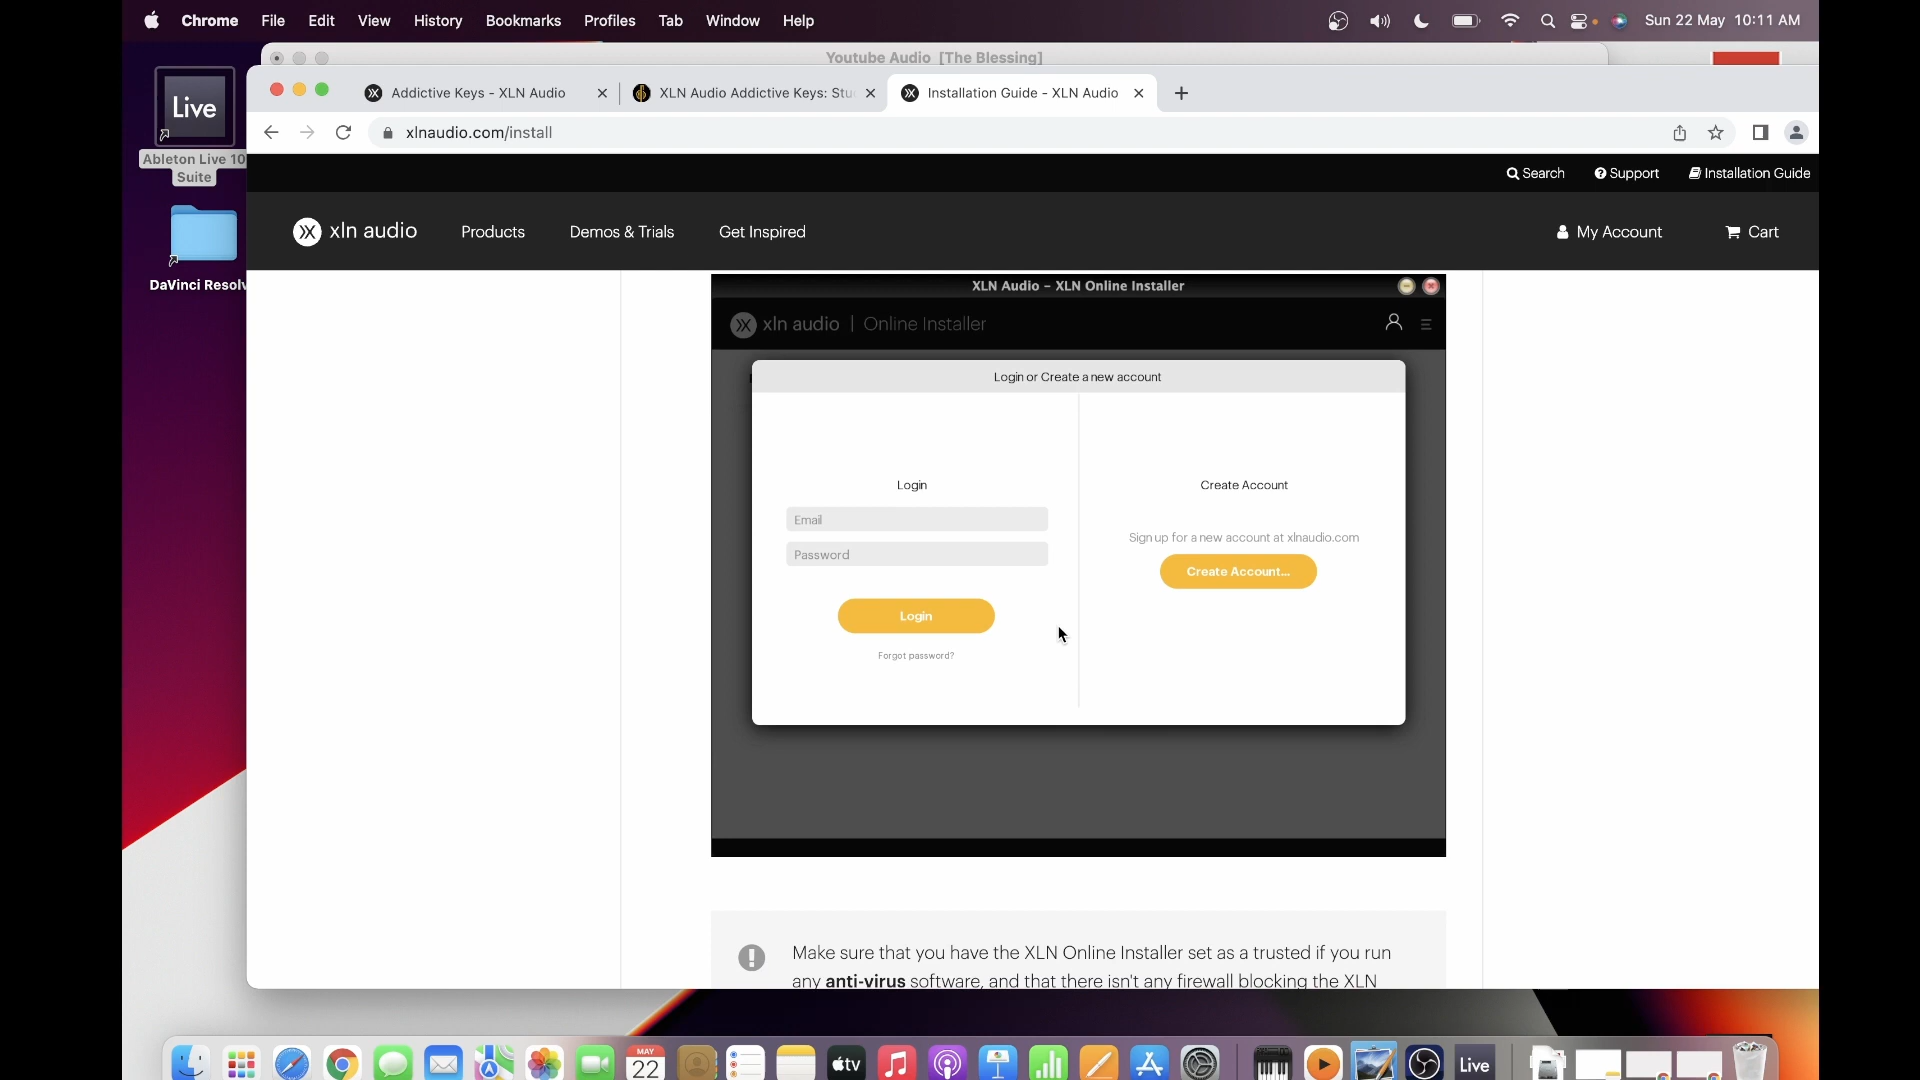 Chrome File Edit View History Bookmarks Profiles Tab Window Help
Sun 22 May 10:11 AM
Youtube Audio [The Blessing]
Live
Ableton Live 10
Suite
DaVinci Resolv
Addictive Keys - XLN Audio
XLN Audio Addictive Keys: Stu
Installation Guide - XLN Audio
xlnaudio.com/install
Search Support Installation Guide
xln audio Products Demos & Trials Get Inspired My Account Cart
XLN Audio - XLN Online Installer
xln audio | Online Installer
Login or Create a new account
Login
Email
Password
Login
Forgot password?
Create Account
Sign up for a new account at xlnaudio.com
Create Account...
Make sure that you have the XLN Online Installer set as a trusted if you run
any anti-virus software, and that there isn't any firewall blocking the XLN
MAY
22
tv
Live